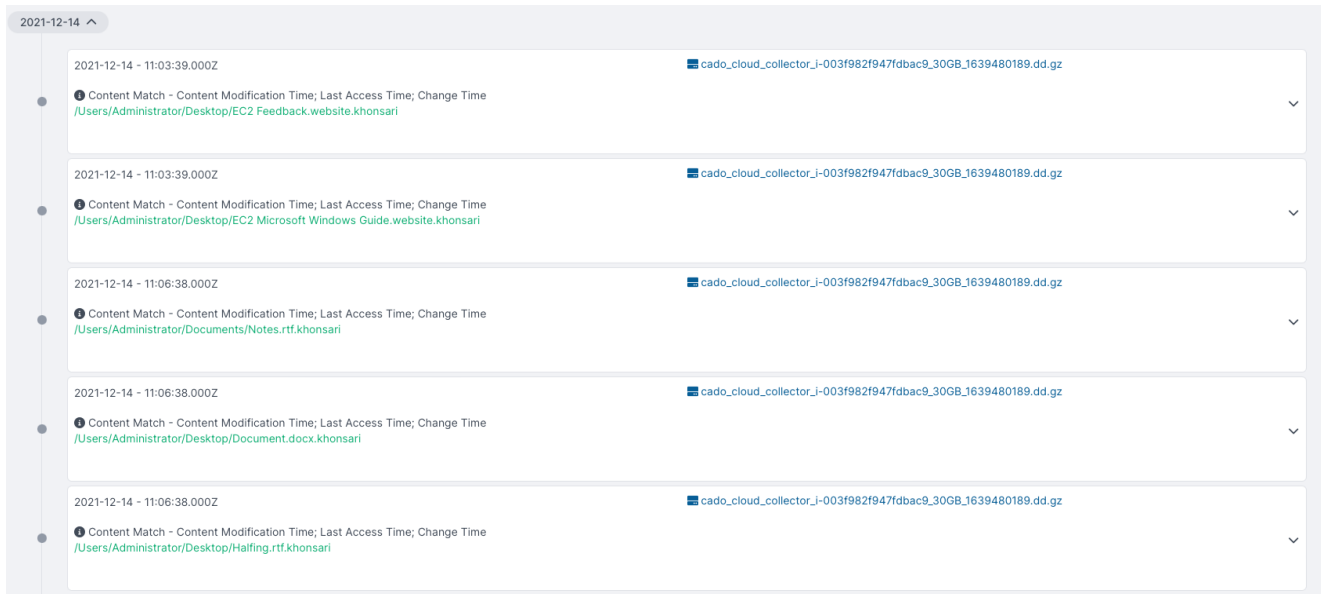 2021-12-14
2021-12-14 - 11:03:39.000Z
cado_cloud_collector_i-003f982f947fdbac9_30GB_1639480189.dd.gz
Content Match - Content Modification Time; Last Access Time; Change Time
/Users/Administrator/Desktop/EC2 Feedback.website.khonsari
2021-12-14 - 11:03:39.000Z
cado_cloud_collector_i-003f982f947fdbac9_30GB_1639480189.dd.gz
Content Match - Content Modification Time; Last Access Time; Change Time
/Users/Administrator/Desktop/EC2 Microsoft Windows Guide.website.khonsari
2021-12-14 - 11:06:38.000Z
cado_cloud_collector_i-003f982f947fdbac9_30GB_1639480189.dd.gz
Content Match - Content Modification Time; Last Access Time; Change Time
/Users/Administrator/Documents/Notes.rtf.khonsari
2021-12-14 - 11:06:38.000Z
cado_cloud_collector_i-003f982f947fdbac9_30GB_1639480189.dd.gz
Content Match - Content Modification Time; Last Access Time; Change Time
/Users/Administrator/Desktop/Document.docx.khonsari
2021-12-14 - 11:06:38.000Z
cado_cloud_collector_i-003f982f947fdbac9_30GB_1639480189.dd.gz
Content Match - Content Modification Time; Last Access Time; Change Time
/Users/Administrator/Desktop/Halfing.rtf.khonsari